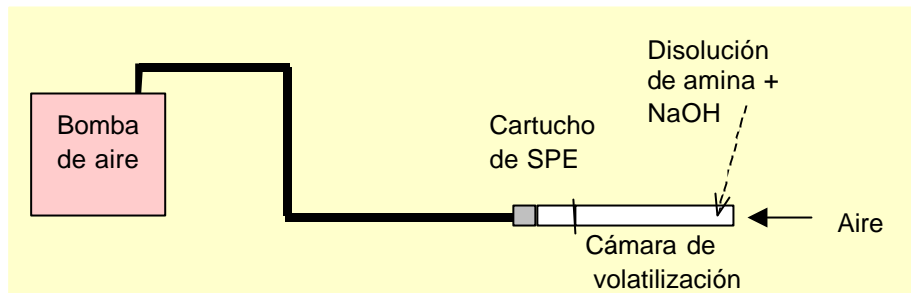 Bomba
de aire
Cartucho
de SPE
Disolución
de amina +
NaOH
Aire
Cámara de
volatilización